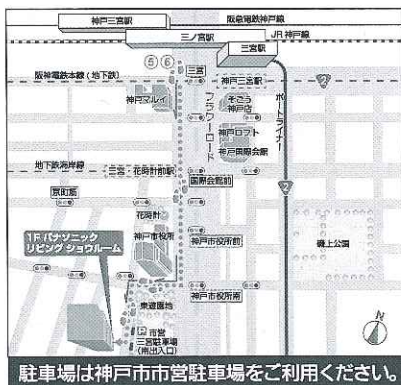 阪急電鉄神戸線
神戸三宮駅
三ノ宮駅
JR 神戸線
三宮駅
⑤ ⑥
三宮
阪神電鉄本線(地下鉄)
神戸三宮駅
2
神戸マルイ
そごう
神戸店
フラワーロード
ポートライナー
神戸ロフト
神戸国際会館
地下鉄海岸線
三宮・花時計前駅
国際会館前
京町筋
2
花時計
神戸市役所
神戸市役所前
磯上公園
1F パナソニック
リビング ショウルーム
神戸市役所南
東遊園地
P 市営
三宮駐車場
(南出入口)
N
駐車場は神戸市市営駐車場をご利用ください。